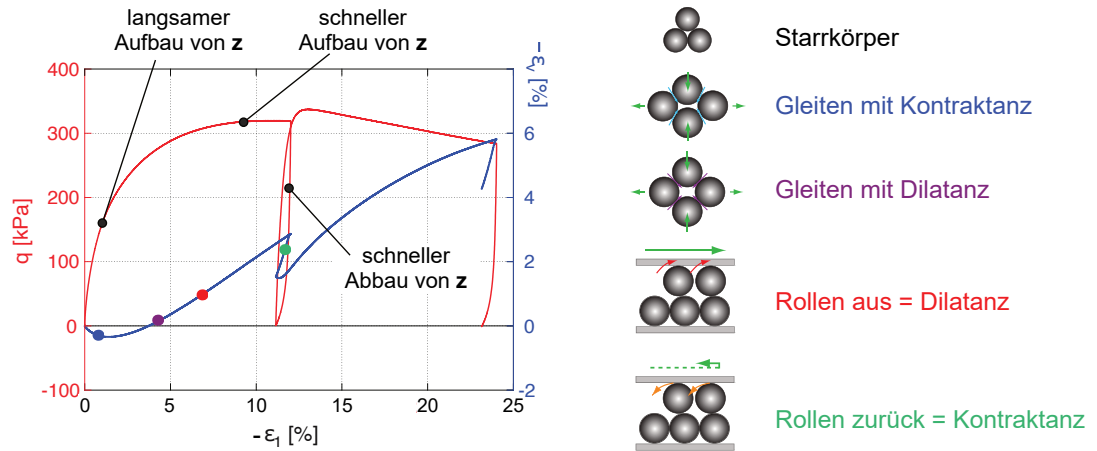 langsamer
Aufbau von z
schneller
Aufbau von z
q [kPa]
400
300
200
100
0
-100
-εv [%]
6
4
2
0
-2
schneller
Abbau von z
0
5
10
15
20
25
-ε1 [%]
Starrkörper
Gleiten mit Kontraktanz
Gleiten mit Dilatanz
Rollen aus = Dilatanz
Rollen zurück = Kontraktanz